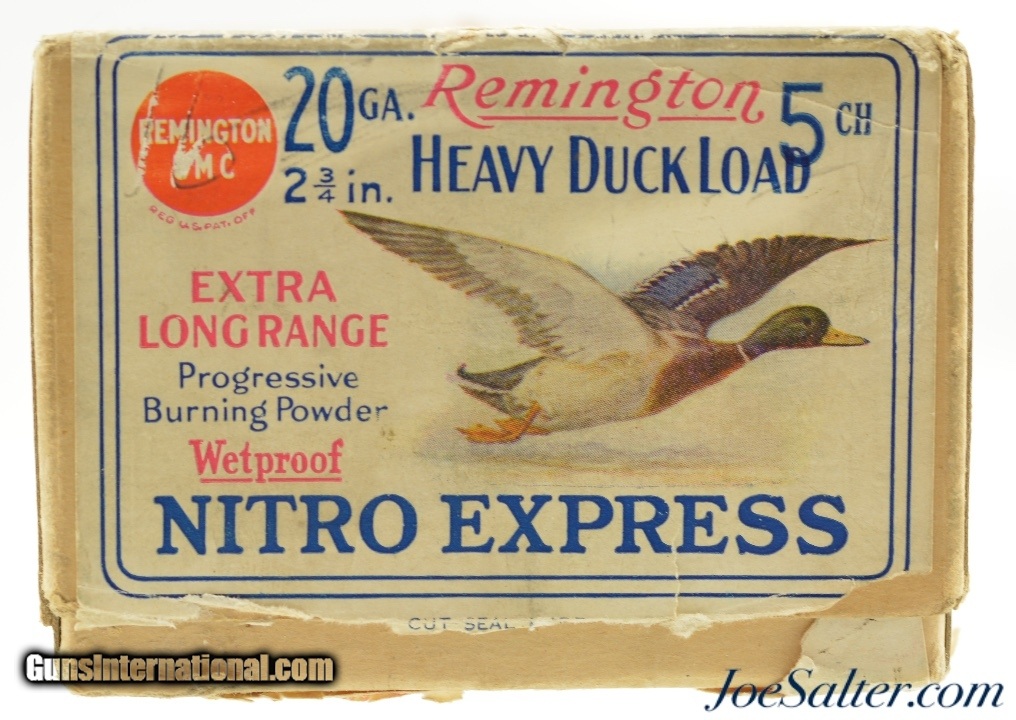 REMINGTON
UMC
REG. U.S. PAT. OFF.
20 GA.
2 3/4 in.
Remington
HEAVY DUCK LOAD
5 CH
EXTRA
LONG RANGE
Progressive
Burning Powder
Wetproof
NITRO EXPRESS
CUT SEAL
GunsInternational.com
JoeSalter.com